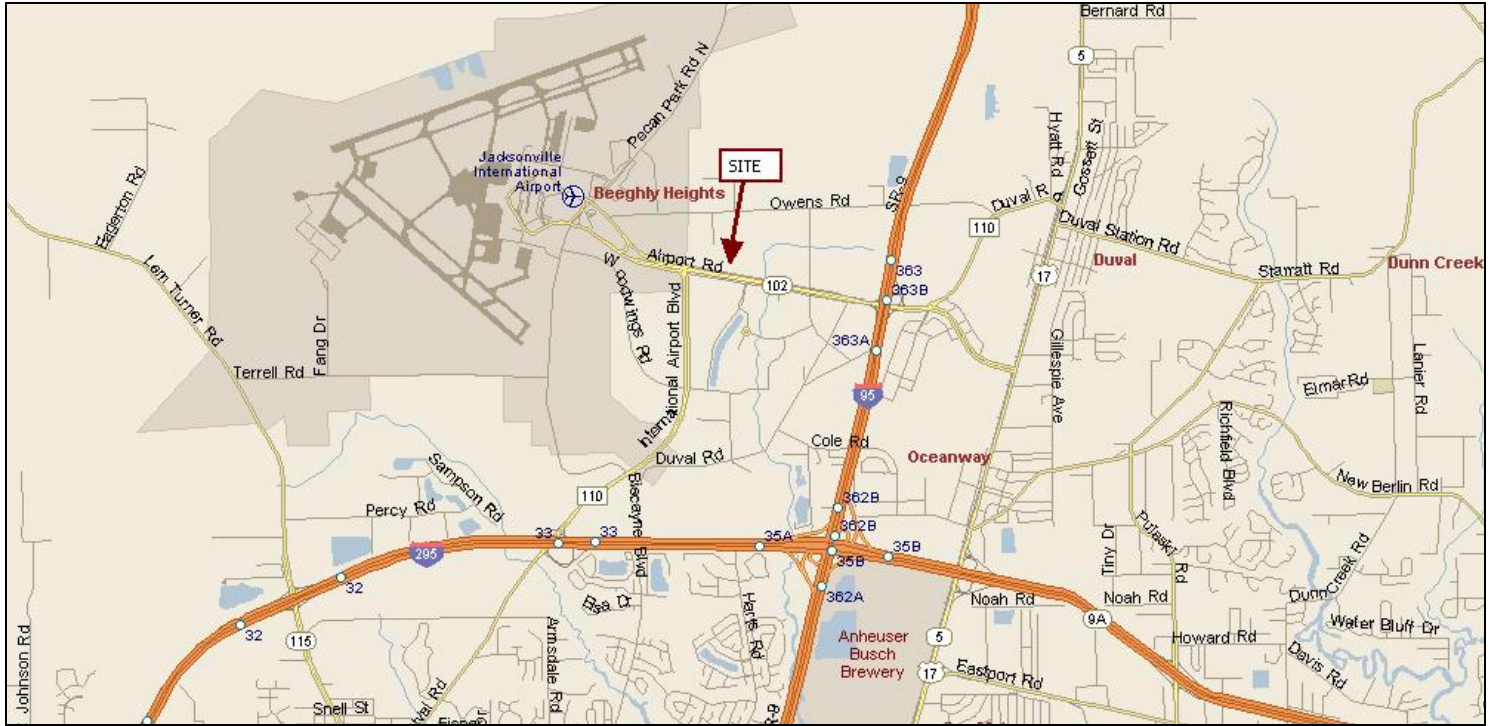 Bernard Rd
5
Pecan Park Rd N
Hyatt Rd
Gossett St
SITE
Jacksonville
International
Airport
Beeghly Heights
Owens Rd
SR-9
Duval R
110
Duval Station Rd
Eagerton Rd
Lem Turner Rd
Airport Rd
102
363
363B
17
Duval
Starratt Rd
Dunn Creek
Woodwings Rd
International Airport Blvd
363A
Gillespie Ave
Lanier Rd
Fang Dr
Terrell Rd
95
Elmar Rd
Richfield Blvd
Cole Rd
Oceanway
Duval Rd
Sampson Rd
New Berlin Rd
110
Biscayne Blvd
362B
Percy Rd
33
33
35A
362B
35B
35B
295
Tiny Dr
Pulaski Rd
Dunn Creek Rd
32
362A
Noah Rd
Noah Rd
9A
Elsa Dr
Harts Rd
32
115
Armsdale Rd
Anheuser
Busch
Brewery
5
Howard Rd
Water Bluff Dr
Davis Rd
17
Eastport Rd
Johnson Rd
Snell St